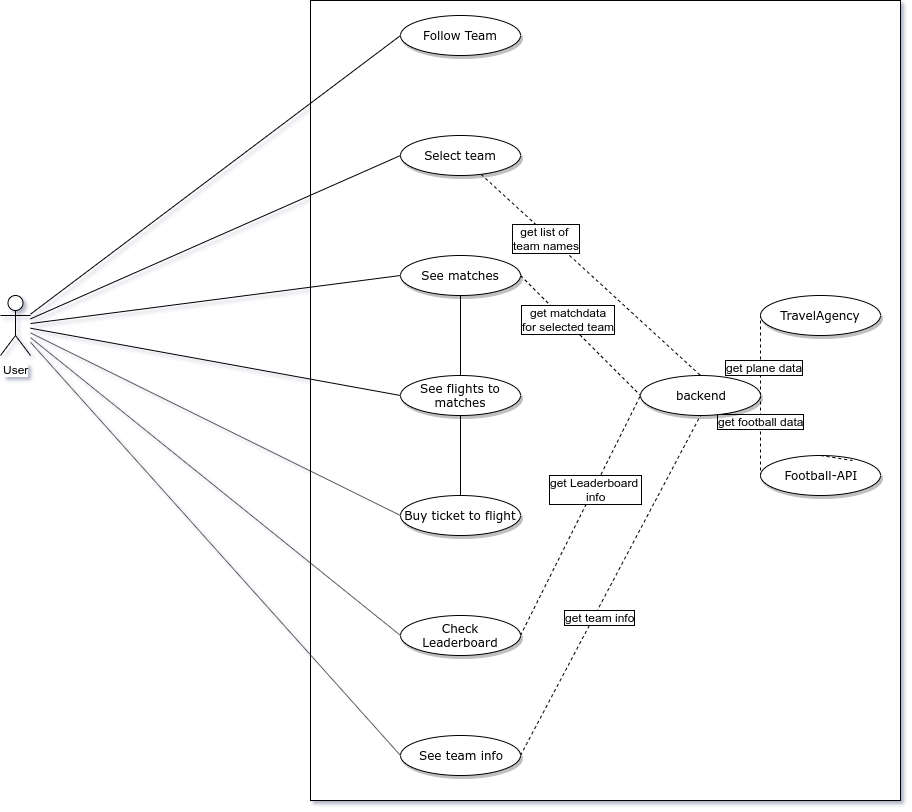 Follow Team
Select team
get list of
team names
See matches
get matchdata
for selected team
TravelAgency
User
get plane data
See flights to
matches
backend
get football data
Football-API
get Leaderboard
info
Buy ticket to flight
get team info
Check
Leaderboard
See team info